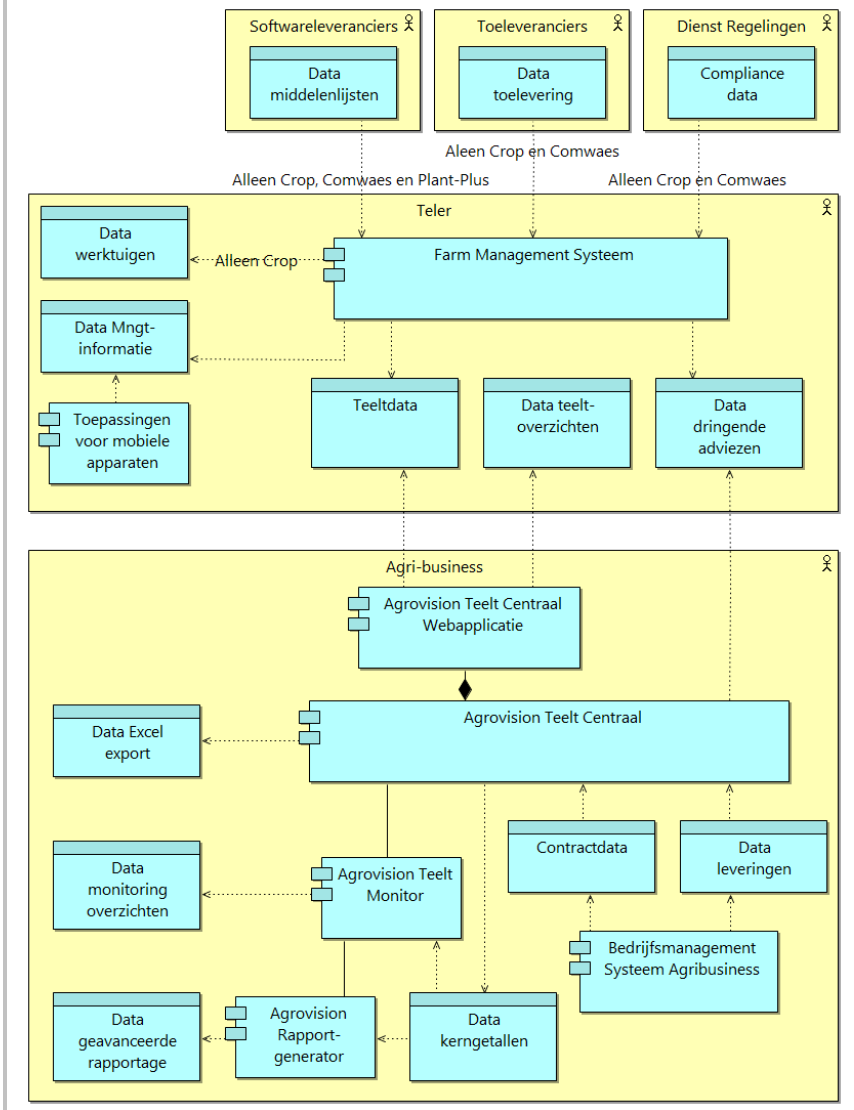 Softwareleveranciers
Toeleveranciers
Dienst Regelingen
Data
middelenlijsten
Data
toelevering
Compliance
data
Aleen Crop en Comwaes
Alleen Crop, Comwaes en Plant-Plus
Alleen Crop en Comwaes
Teler
Data
werktuigen
Alleen Crop
Farm Management Systeem
Data Mngt-
informatie
Toepassingen
voor mobiele
apparaten
Teeltdata
Data teelt-
overzichten
Data
dringende
adviezen
Agri-business
Agrovision Teelt Centraal
Webapplicatie
Agrovision Teelt Centraal
Data Excel
export
Contractdata
Data
leveringen
Data
monitoring
overzichten
Agrovision Teelt
Monitor
Bedrijfsmanagement
Systeem Agribusiness
Data
geavanceerde
rapportage
Agrovision
Rapport-
generator
Data
kerngetallen